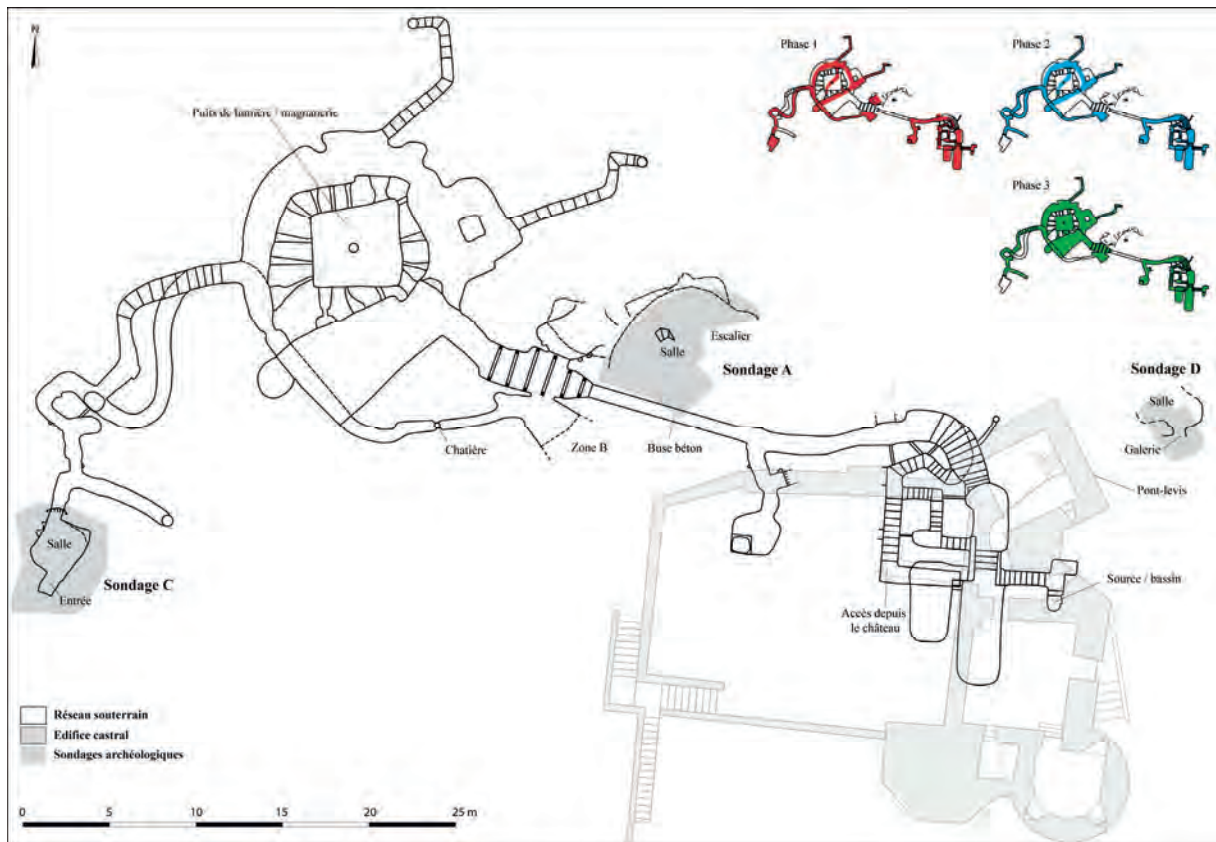 N
Phase 1
Phase 2
Phase 3
Puits de lumière / magnanerie
Escalier
Salle
Sondage A
Sondage D
Salle
Galerie
Chatière
Zone B
Buse béton
Pont-levis
Salle
Sondage C
Entrée
Accès depuis
le château
Source / bassin
Réseau souterrain
Edifice castral
Sondages archéologiques
0 5 10 15 20 25 m